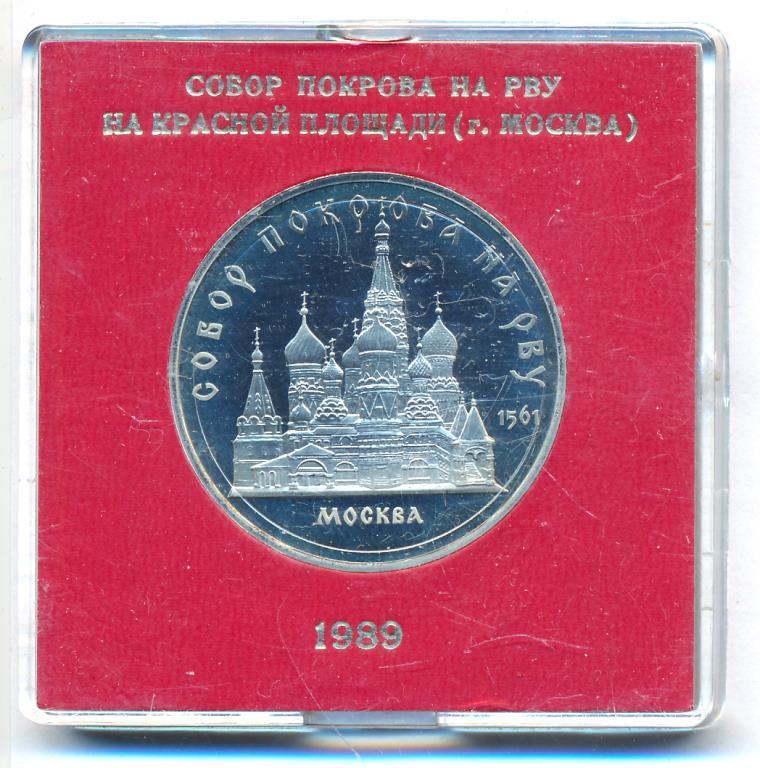 СОБОР ПОКРОВА НА РВУ
НА КРАСНОЙ ПЛОЩАДИ (г. МОСКВА)
СОБОР ПОКРОВА НА РВУ
1561
МОСКВА
1989